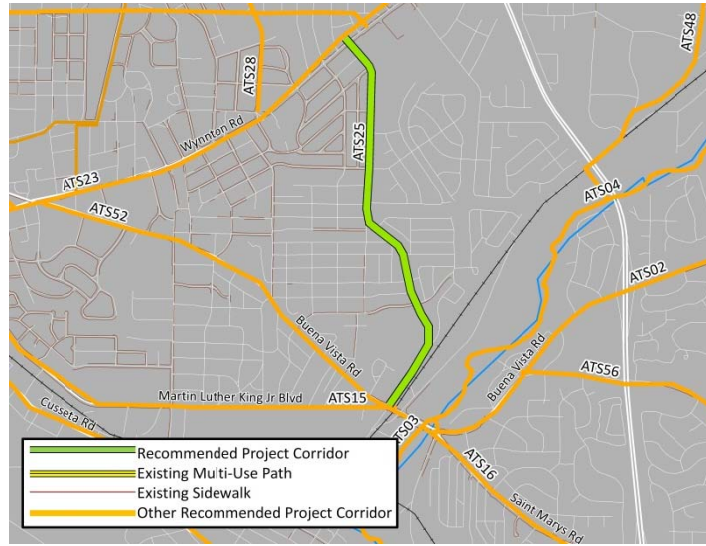 ATS48
ATS28
Wynnton Rd
ATS25
ATS23
ATS04
ATS52
ATS02
Buena Vista Rd
Buena Vista Rd
ATS56
Martin Luther King Jr Blvd
ATS15
Cusseta Rd
ATS03
ATS16
Saint Marys Rd
Recommended Project Corridor
Existing Multi-Use Path
Existing Sidewalk
Other Recommended Project Corridor